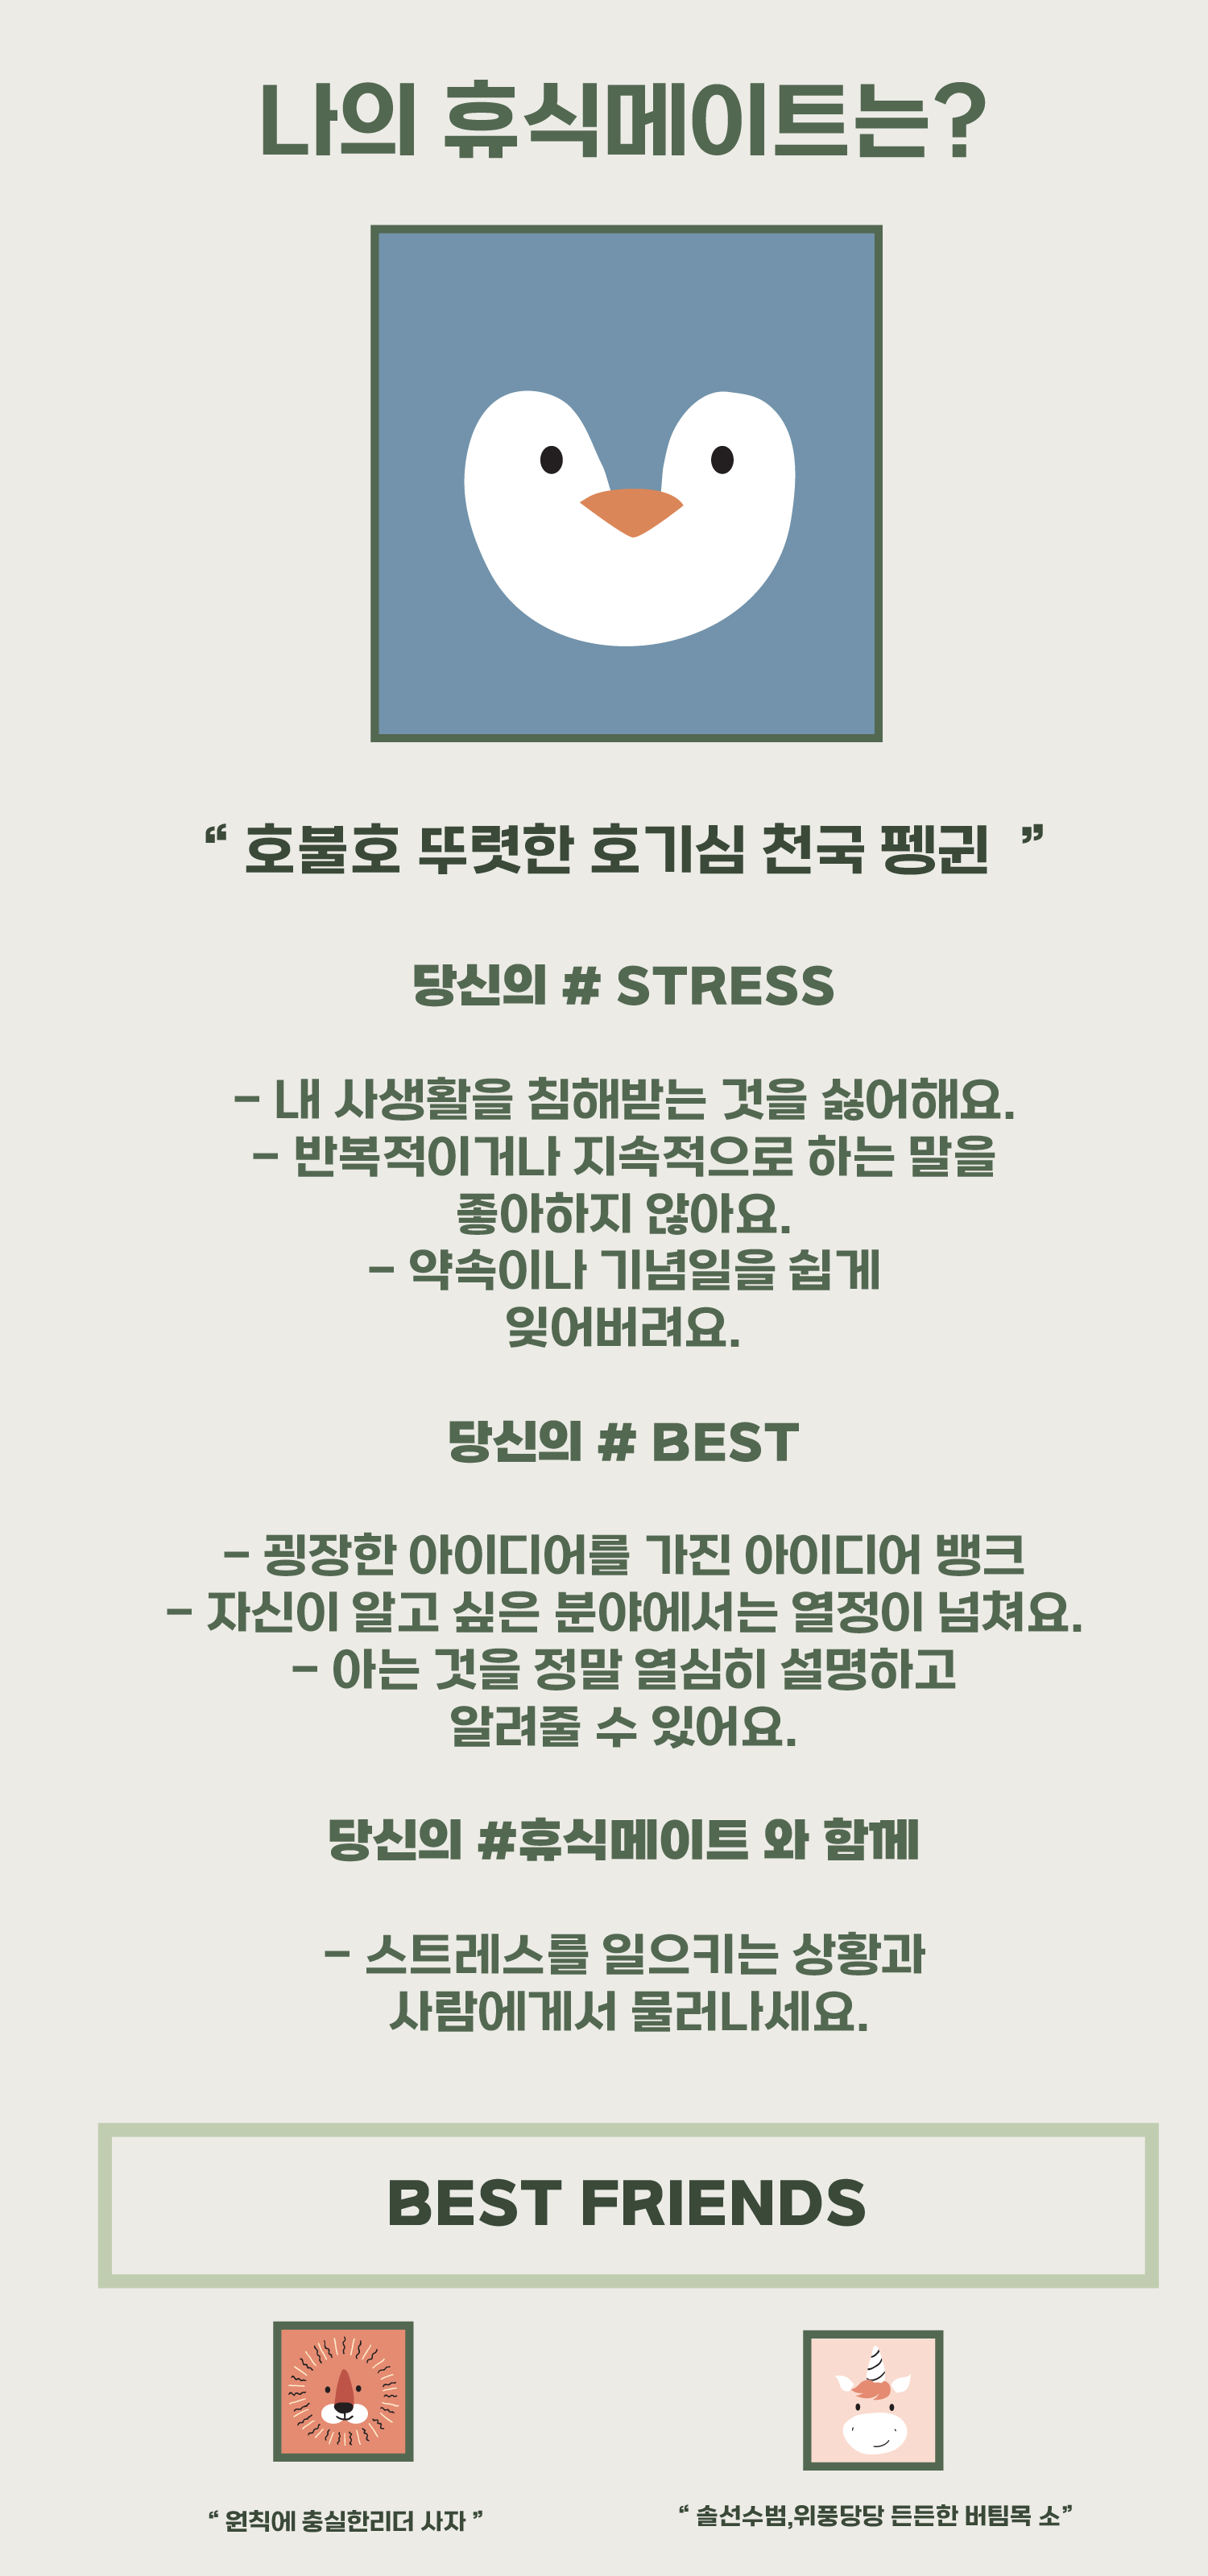 나의 휴식메이트는?
“ 호불호 뚜렷한 호기심 천국 펭귄 ”
당신의 # STRESS
- 내 사생활을 침해받는 것을 싫어해요.
- 반복적이거나 지속적으로 하는 말을
좋아하지 않아요.
- 약속이나 기념일을 쉽게
잊어버려요.
당신의 # BEST
- 굉장한 아이디어를 가진 아이디어 뱅크
- 자신이 알고 싶은 분야에서는 열정이 넘쳐요.
- 아는 것을 정말 열심히 설명하고
알려줄 수 있어요.
당신의 #휴식메이트 와 함께
- 스트레스를 일으키는 상황과
사람에게서 물러나세요.
BEST FRIENDS
“ 원칙에 충실한리더 사자 ”
“ 솔선수범,위풍당당 든든한 버팀목 소”